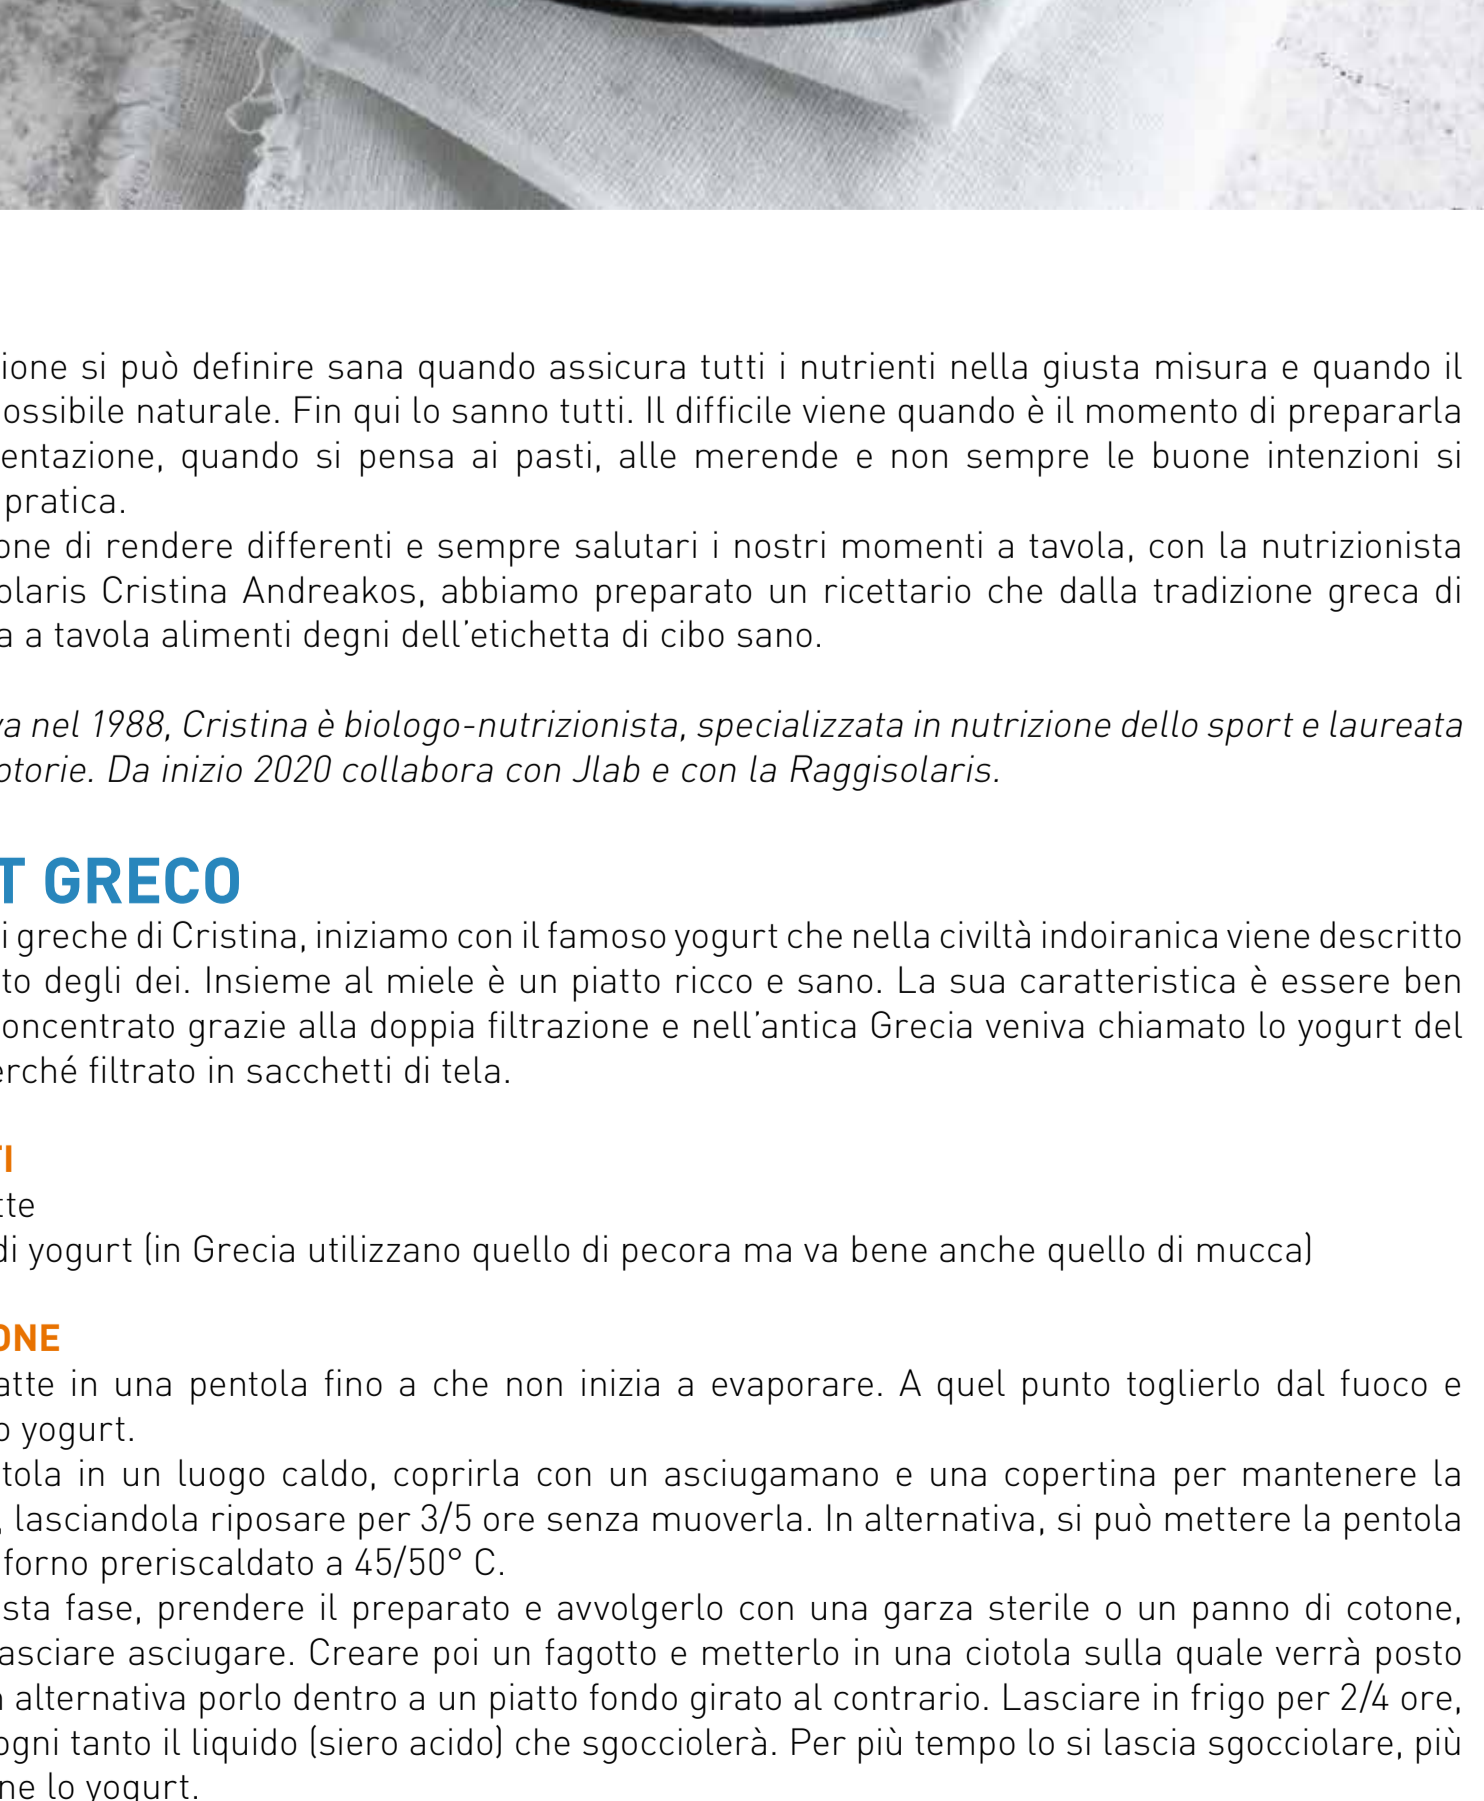 ione si può definire sana quando assicura tutti i nutrienti nella giusta misura e quando il
ossibile naturale. Fin qui lo sanno tutti. Il difficile viene quando è il momento di prepararla
entazione, quando si pensa ai pasti, alle merende e non sempre le buone intenzioni si
pratica.
one di rendere differenti e sempre salutari i nostri momenti a tavola, con la nutrizionista
olaris Cristina Andreakos, abbiamo preparato un ricettario che dalla tradizione greca di
a a tavola alimenti degni dell'etichetta di cibo sano.
va nel 1988, Cristina è biologo-nutrizionista, specializzata in nutrizione dello sport e laureata
otorie. Da inizio 2020 collabora con Jlab e con la Raggisolaris.
T GRECO
i greche di Cristina, iniziamo con il famoso yogurt che nella civiltà indoiranica viene descritto
to degli dei. Insieme al miele è un piatto ricco e sano. La sua caratteristica è essere ben
oncentrato grazie alla doppia filtrazione e nell'antica Grecia veniva chiamato lo yogurt del
erché filtrato in sacchetti di tela.
TI
tte
di yogurt (in Grecia utilizzano quello di pecora ma va bene anche quello di mucca)
ONE
atte in una pentola fino a che non inizia a evaporare. A quel punto toglierlo dal fuoco e
o yogurt.
tola in un luogo caldo, coprirla con un asciugamano e una copertina per mantenere la
, lasciandola riposare per 3/5 ore senza muoverla. In alternativa, si può mettere la pentola
forno preriscaldato a 45/50° C.
sta fase, prendere il preparato e avvolgerlo con una garza sterile o un panno di cotone,
asciare asciugare. Creare poi un fagotto e metterlo in una ciotola sulla quale verrà posto
n alternativa porlo dentro a un piatto fondo girato al contrario. Lasciare in frigo per 2/4 ore,
ogni tanto il liquido (siero acido) che sgocciolerà. Per più tempo lo si lascia sgocciolare, più
ne lo yogurt.